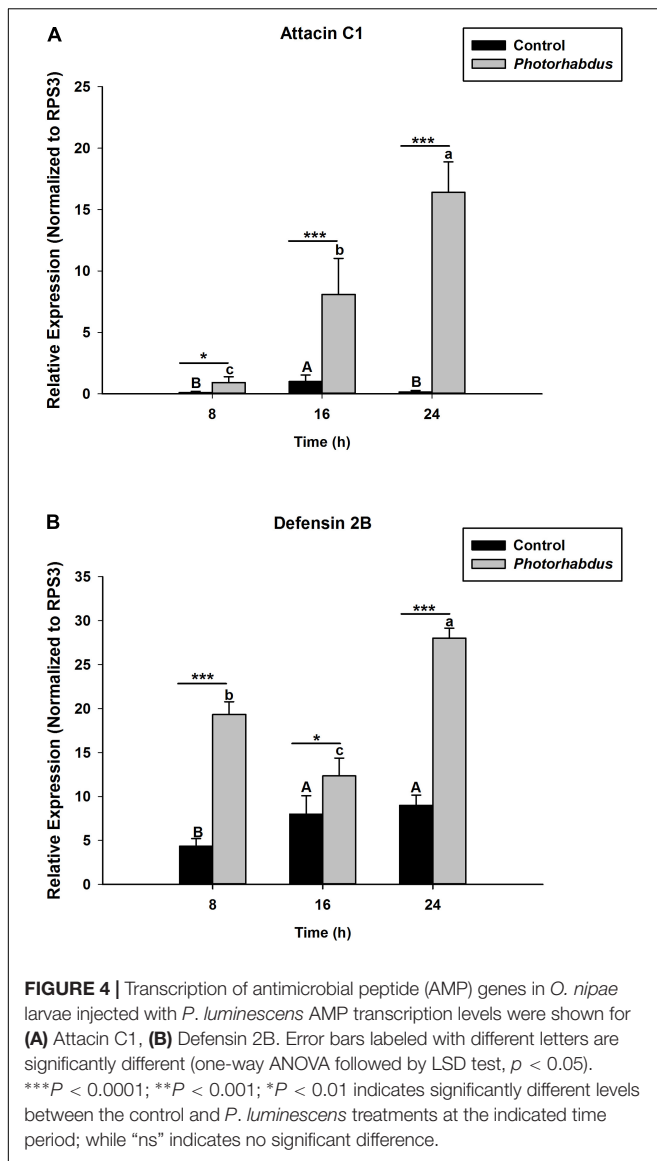 A
Attacin C1
Control
Photorhabdus
Relative Expression (Normalized to RPS3)
25
20
15
10
5
0
*
B
c
***
A
b
***
B
a
8
16
24
Time (h)
B
Defensin 2B
Control
Photorhabdus
Relative Expression (Normalized to RPS3)
35
30
25
20
15
10
5
0
***
B
b
*
A
c
***
A
a
8
16
24
Time (h)
FIGURE 4 | Transcription of antimicrobial peptide (AMP) genes in O. nipae
larvae injected with P. luminescens AMP transcription levels were shown for
(A) Attacin C1, (B) Defensin 2B. Error bars labeled with different letters are
significantly different (one-way ANOVA followed by LSD test, p < 0.05).
***P < 0.0001; **P < 0.001; *P < 0.01 indicates significantly different levels
between the control and P. luminescens treatments at the indicated time
period; while “ns” indicates no significant difference.